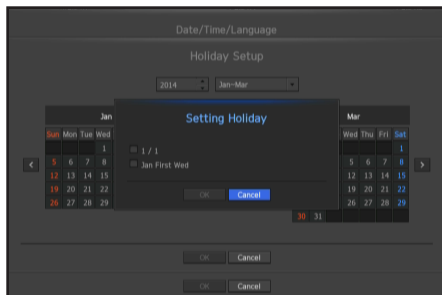 Date/Time/Language
Holiday Setup
2014 Jan-Mar
Jan Mar
Sun Mon Tue Wed Wed Thu Fri Sat
1 1
5 6 7 8 5 6 7 8
12 13 14 15 12 13 14 15
19 20 21 22 19 20 21 22
26 27 28 29 26 27 28 29
30 31
Setting Holiday
1 / 1
Jan First Wed
OK Cancel
OK Cancel
OK Cancel